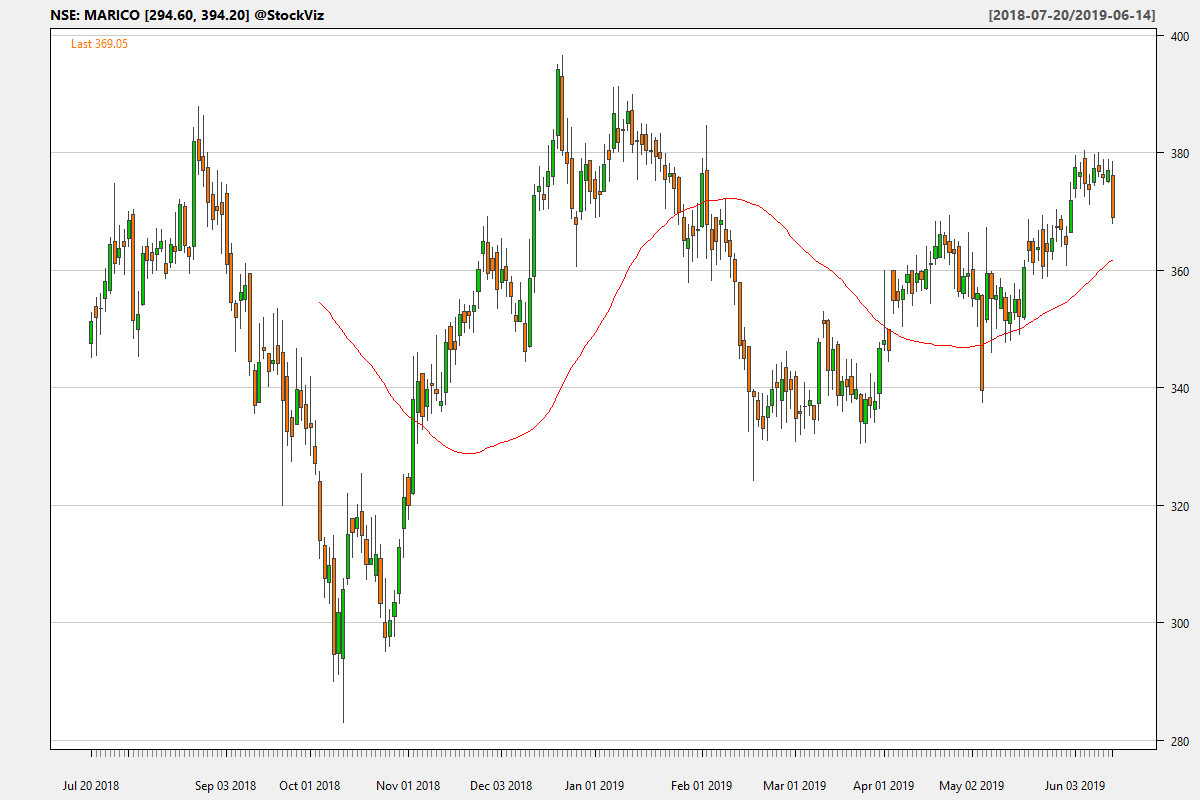 NSE: MARICO [294.60, 394.20] @StockViz [2018-07-20/2019-06-14]
Last 369.05
400
380
360
340
320
300
280
Jul 20 2018 Sep 03 2018 Oct 01 2018 Nov 01 2018 Dec 03 2018 Jan 01 2019 Feb 01 2019 Mar 01 2019 Apr 01 2019 May 02 2019 Jun 03 2019